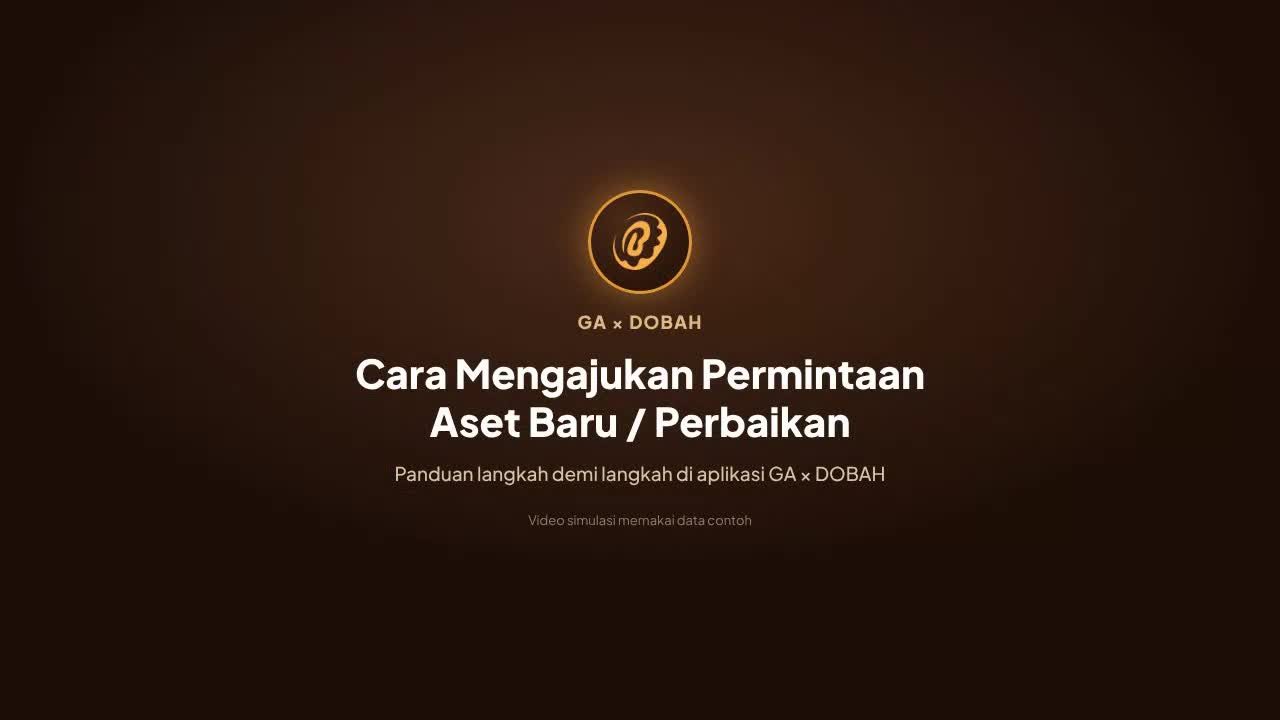 GA × DOBAH
Cara Mengajukan Permintaan
Aset Baru / Perbaikan
Panduan langkah demi langkah di aplikasi GA × DOBAH
Video simulasi memakai data contoh